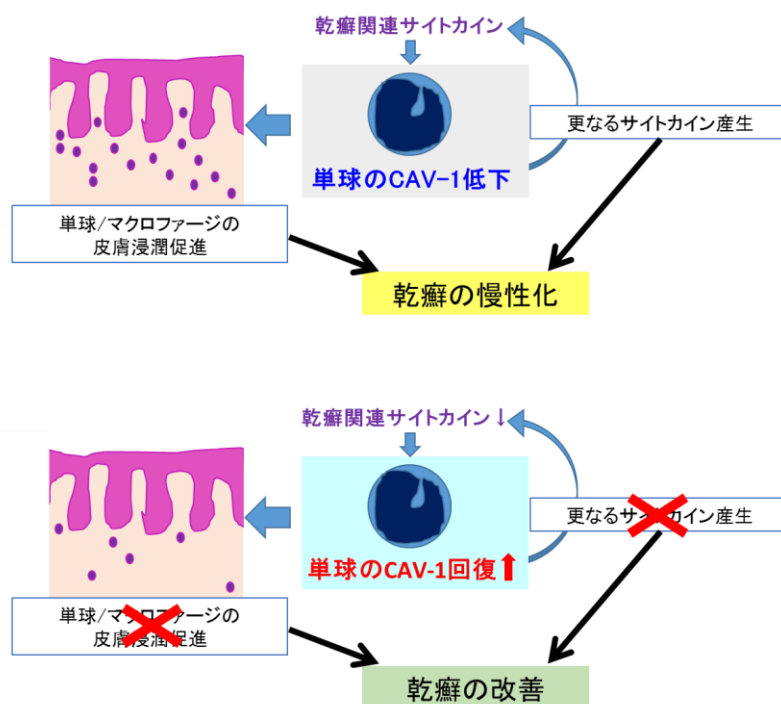 乾癬関連サイトカイン
更なるサイトカイン産生
単球のCAV-1低下
単球/マクロファージの
皮膚浸潤促進
乾癬の慢性化
乾癬関連サイトカイン↓
更なるサイトカイン産生
単球のCAV-1回復⬆
単球/マクロファージの
皮膚浸潤促進
乾癬の改善